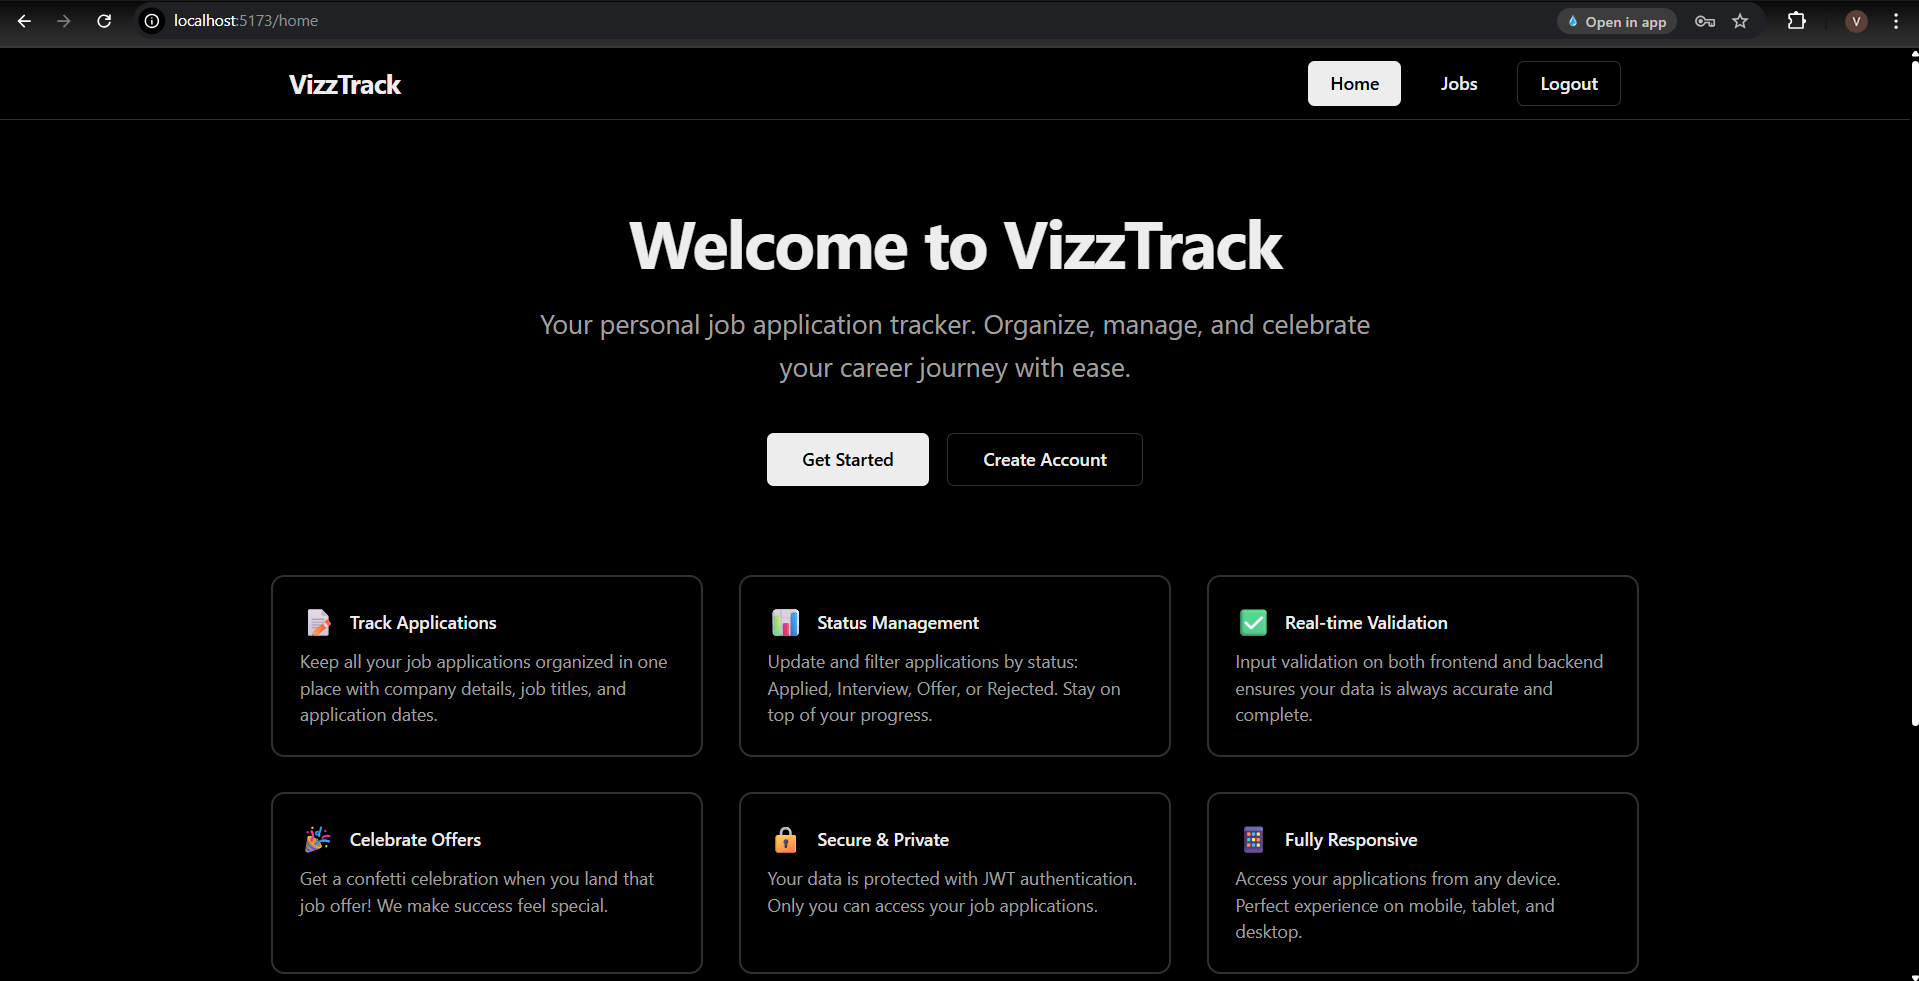 localhost:5173/home
Open in app
V
VizzTrack
Home
Jobs
Logout
Welcome to VizzTrack
Your personal job application tracker. Organize, manage, and celebrate
your career journey with ease.
Get Started
Create Account
Track Applications
Keep all your job applications organized in one
place with company details, job titles, and
application dates.
Status Management
Update and filter applications by status:
Applied, Interview, Offer, or Rejected. Stay on
top of your progress.
Real-time Validation
Input validation on both frontend and backend
ensures your data is always accurate and
complete.
Celebrate Offers
Get a confetti celebration when you land that
job offer! We make success feel special.
Secure & Private
Your data is protected with JWT authentication.
Only you can access your job applications.
Fully Responsive
Access your applications from any device.
Perfect experience on mobile, tablet, and
desktop.